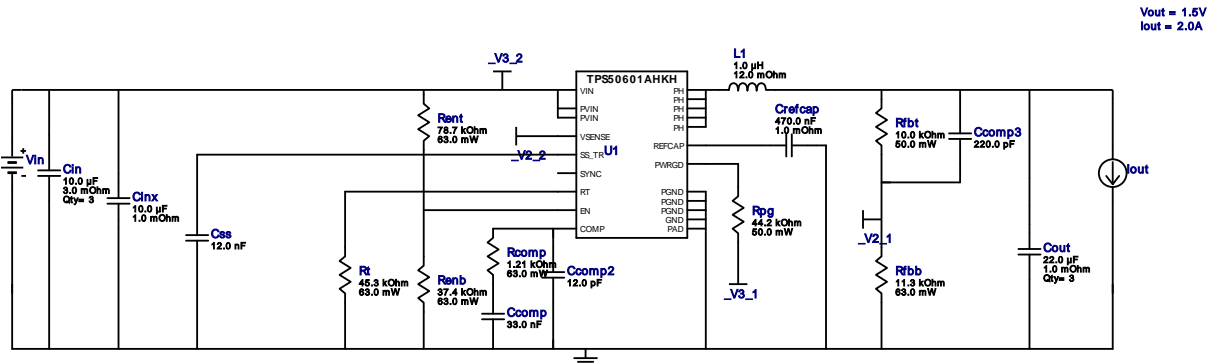 Vout = 1.5V
Iout = 2.0A
_V3_2
L1
1.0 µH
12.0 mOhm
TPS50601AHKH
VIN
PVIN
PVIN
VSENSE
SS_TR
SYNC
RT
EN
COMP
U1
PH
PH
PH
PH
PH
REFCAP
PWRGD
PGND
PGND
PGND
GND
PAD
Rent
78.7 kOhm
63.0 mW
_V2_2
Crefcap
470.0 nF
1.0 mOhm
Rfbt
10.0 kOhm
50.0 mW
Ccomp3
220.0 pF
Vin
+
-
Cin
10.0 µF
3.0 mOhm
Qty= 3
Cinx
10.0 µF
1.0 mOhm
Iout
Css
12.0 nF
Rpg
44.2 kOhm
50.0 mW
_V2_1
Rt
45.3 kOhm
63.0 mW
Renb
37.4 kOhm
63.0 mW
Rcomp
1.21 kOhm
63.0 mW
Ccomp2
12.0 pF
Ccomp
33.0 nF
_V3_1
Rfbb
11.3 kOhm
63.0 mW
Cout
22.0 µF
1.0 mOhm
Qty= 3